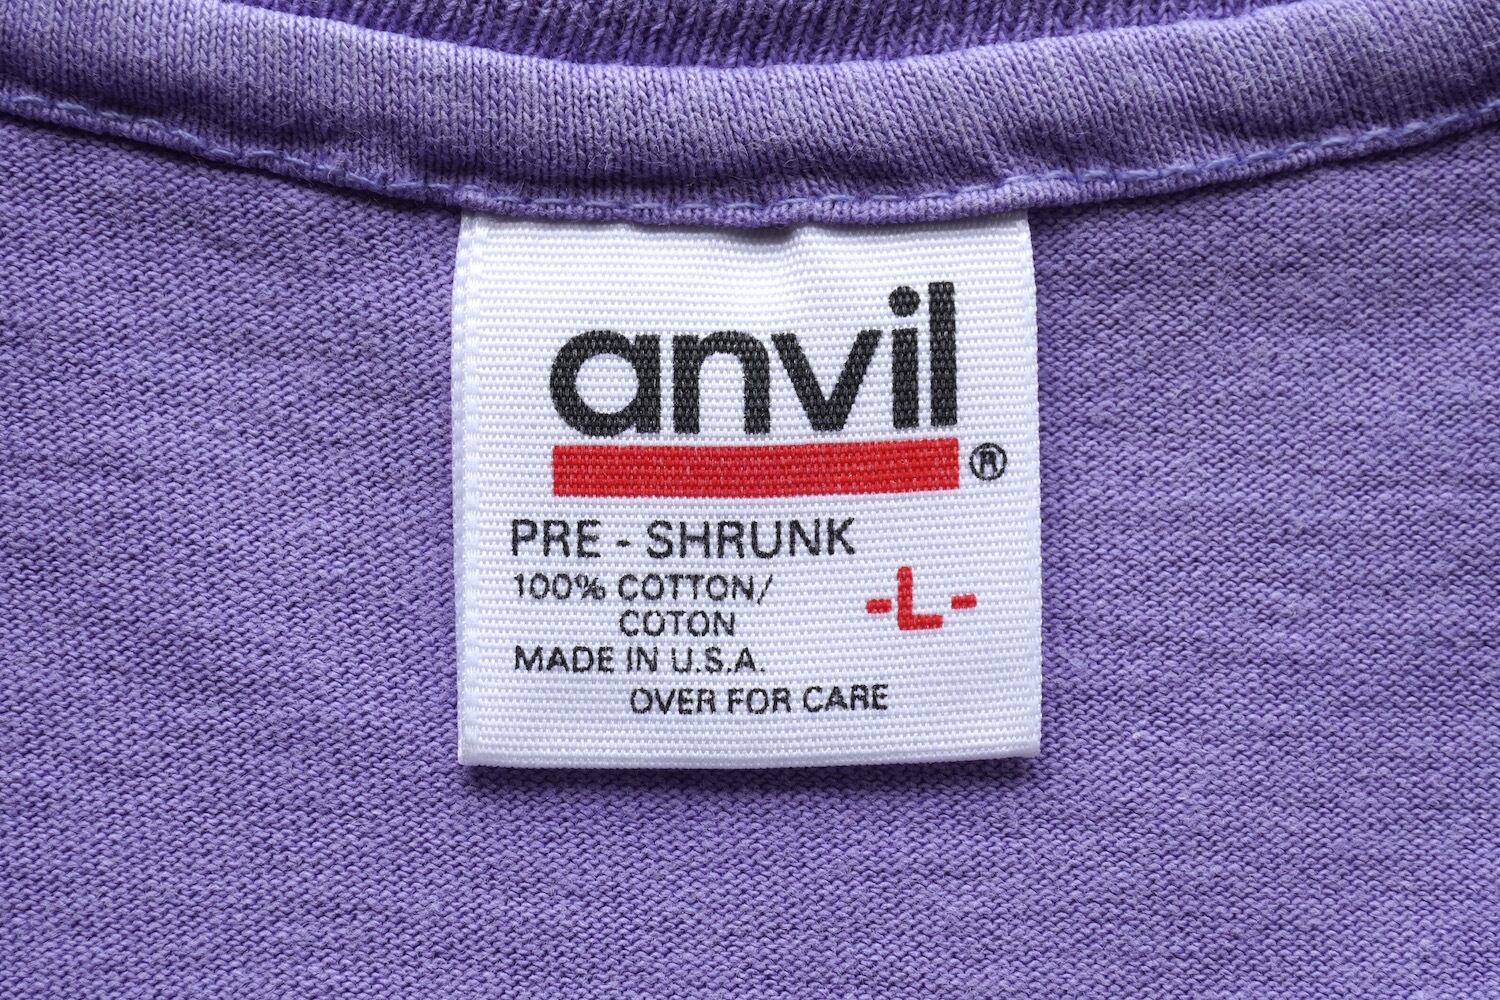 anvil®
PRE - SHRUNK
100% COTTON/
COTON
-L-
MADE IN U.S.A.
OVER FOR CARE